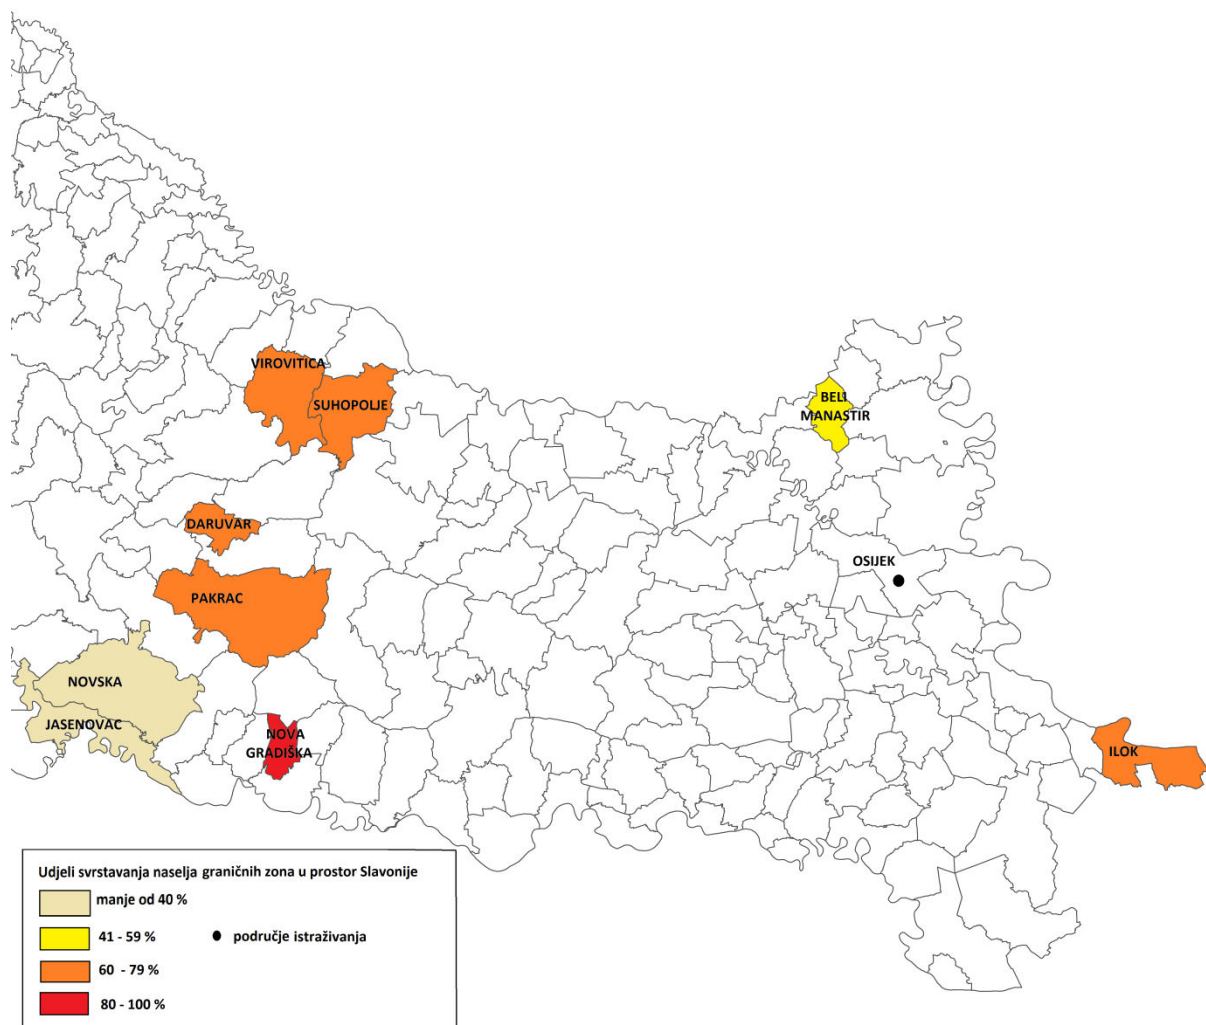 VIROVITICA
SUHOPOLJE
BELI
MANASTIR
DARUVAR
OSIJEK
PAKRAC
NOVSKA
JASENOVAC
NOVA
GRADIŠKA
ILOK
Udjeli svrstavanja naselja graničnih zona u prostor Slavonije
manje od 40 %
41 - 59 %
područje istraživanja
60 - 79 %
80 - 100 %